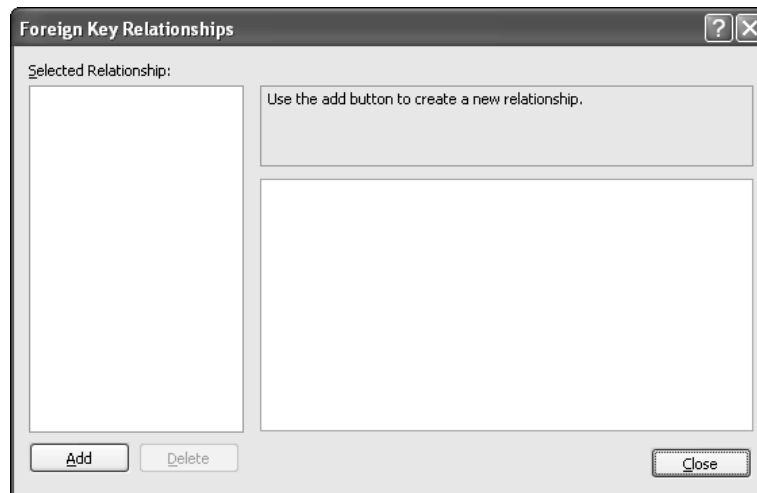 Foreign Key Relationships
Selected Relationship:
Use the add button to create a new relationship.
Add
Delete
Close